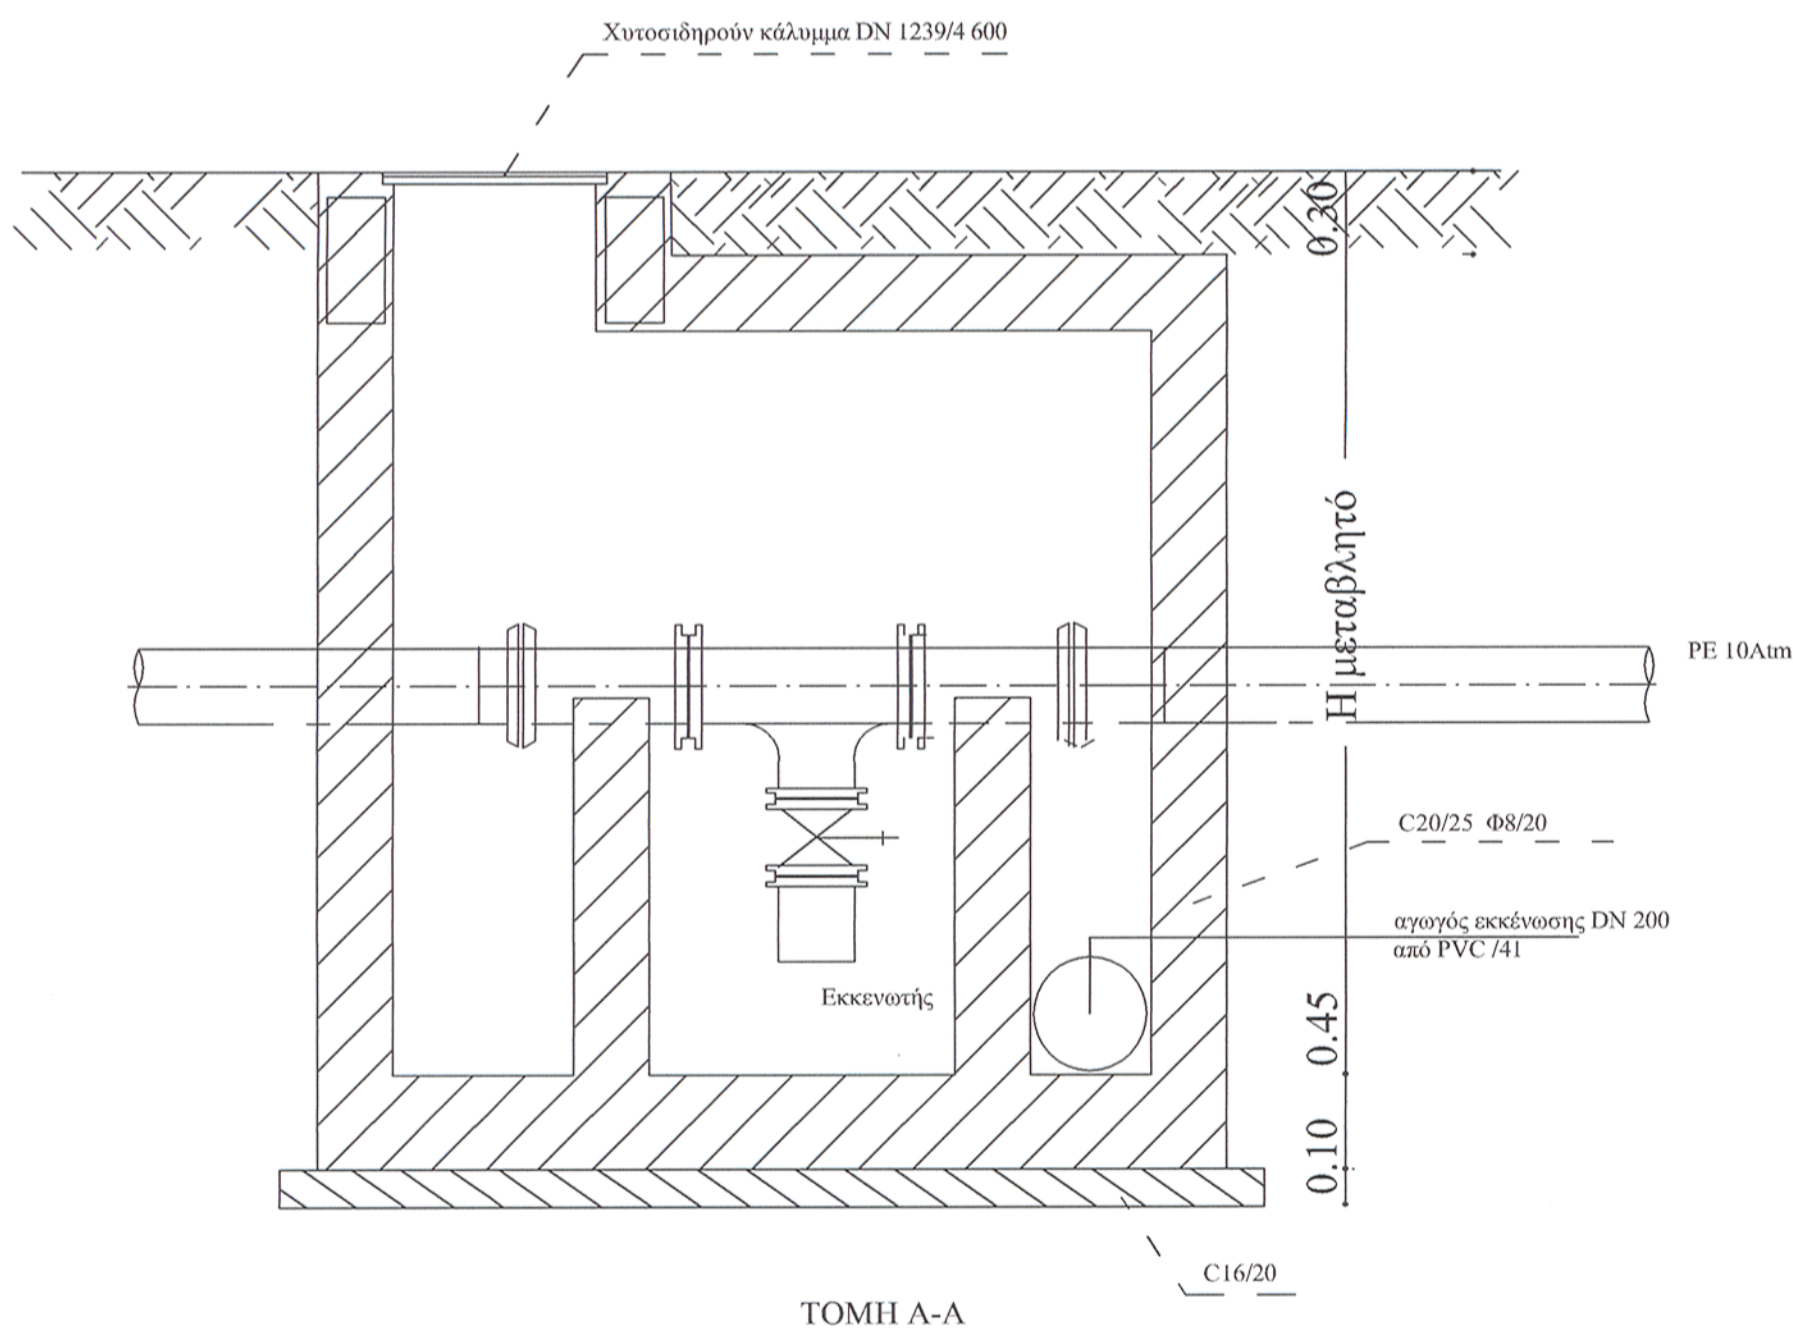 Χυτοσιδηρούν κάλυμμα DN 1239/4 600
0.30
Η μεταβλητό
PE 10Atm
C20/25 Φ8/20
αγωγός εκκένωσης DN 200
από PVC /41
Εκκενωτής
0.45
0.10
C16/20
ΤΟΜΗ Α-Α